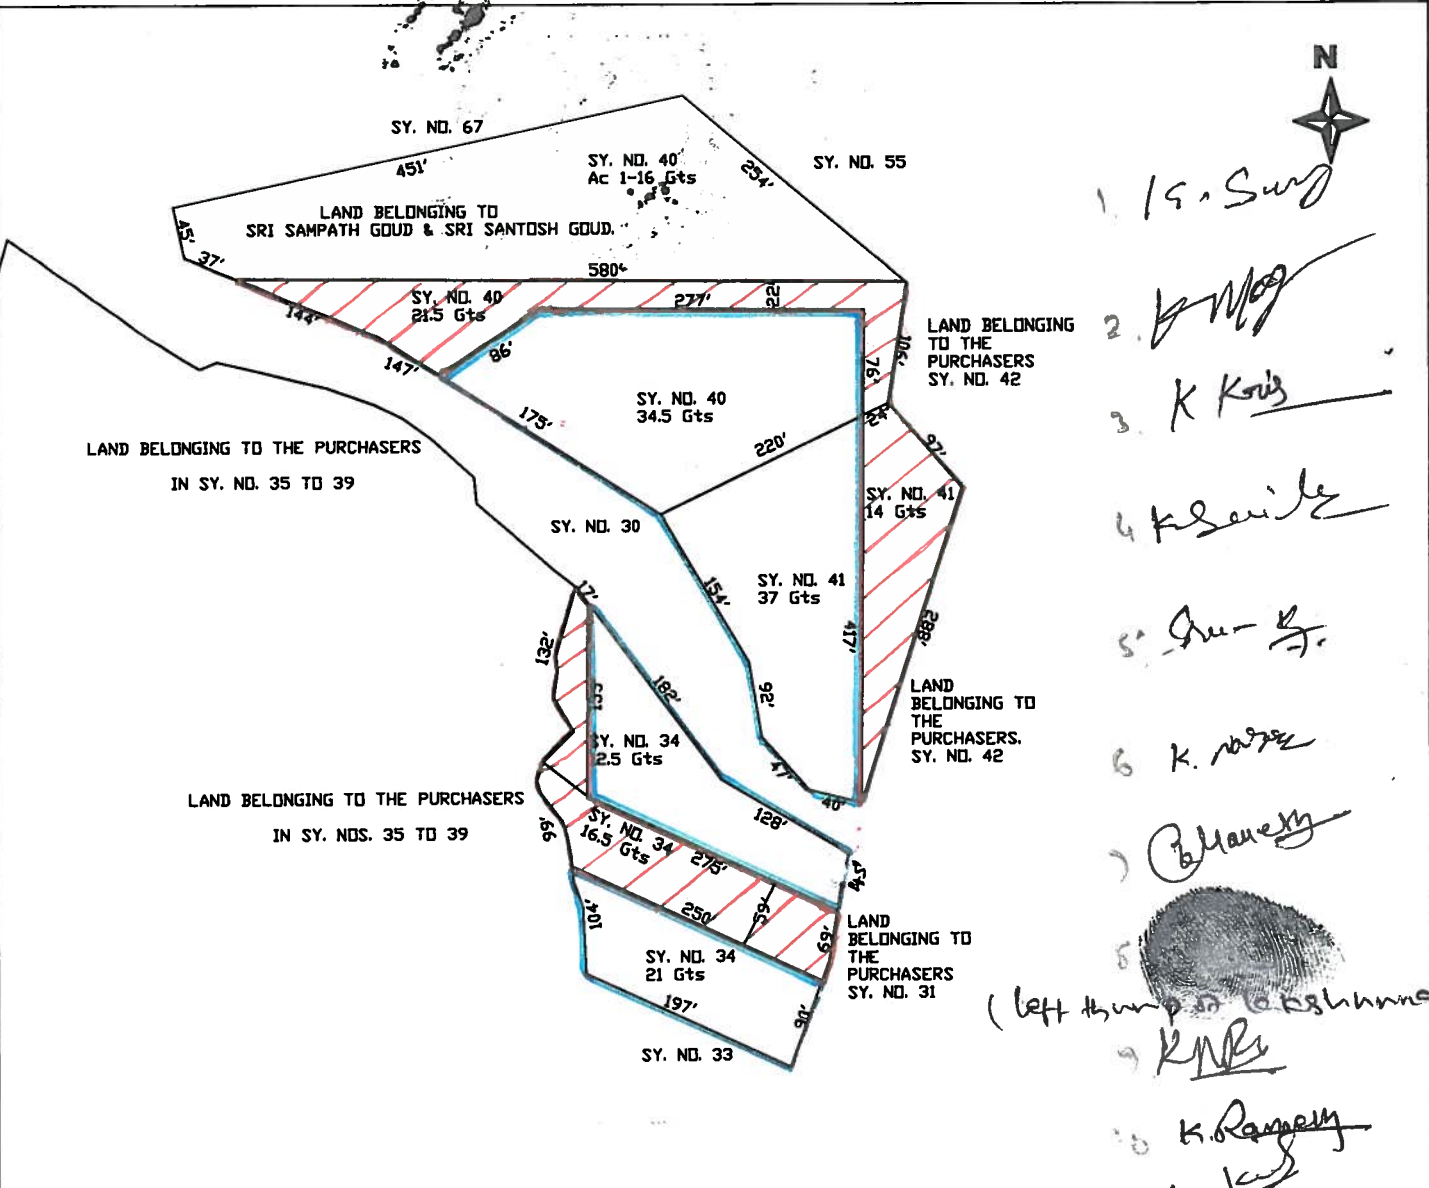 N
SY. NO. 67
451'
SY. NO. 40
Ac 1-16 Gts
254'
SY. NO. 55
LAND BELONGING TO
SRI SAMPATH GOUD & SRI SANTOSH GOUD.
45'
37'
580'
SY. NO. 40
21.5 Gts
277'
22'
144'
147'
86'
76'
106'
LAND BELONGING
TO THE
PURCHASERS
SY. NO. 42
SY. NO. 40
34.5 Gts
175'
220'
97'
LAND BELONGING TO THE PURCHASERS
IN SY. NO. 35 TO 39
SY. NO. 30
SY. NO. 41
14 Gts
SY. NO. 41
37 Gts
154'
417'
288'
17'
132'
182'
92'
LAND
BELONGING TO
THE
PURCHASERS.
SY. NO. 42
SY. NO. 34
2.5 Gts
47'
40'
LAND BELONGING TO THE PURCHASERS
IN SY. NOS. 35 TO 39
99'
128'
SY. NO. 34
16.5 Gts
275'
250'
59'
69'
104'
LAND
BELONGING TO
THE
PURCHASERS
SY. NO. 31
SY. NO. 34
21 Gts
197'
90'
SY. NO. 33
1.
2.
3. K Kris
4
5
6 K.
7
8
(left thump of
9
10 K. Ramesh